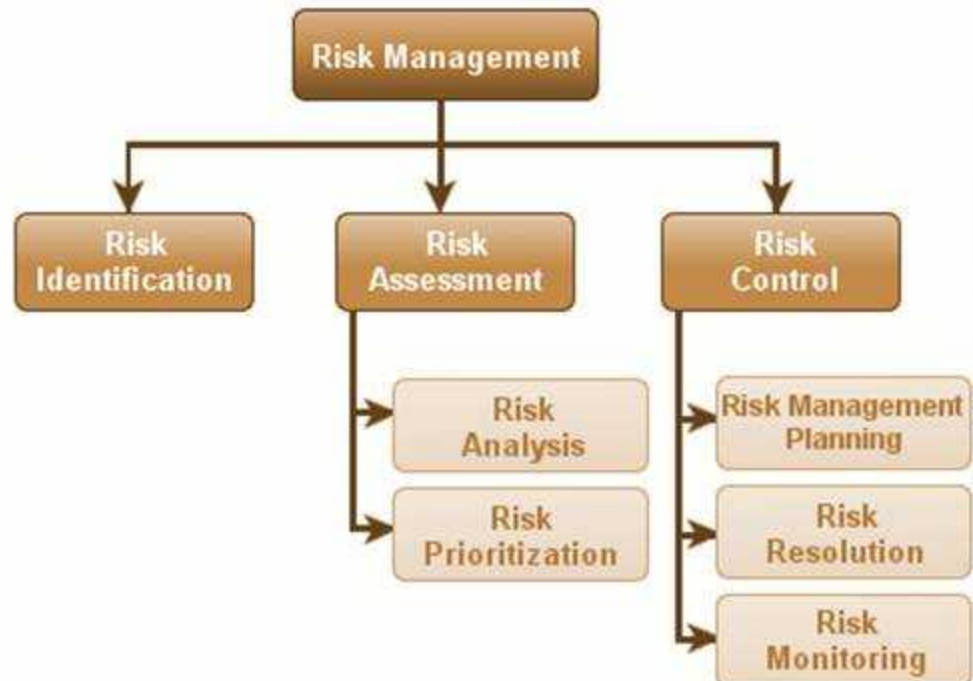 Risk Management
Risk
Identification
Risk
Assessment
Risk
Control
Risk
Analysis
Risk
Prioritization
Risk Management
Planning
Risk
Resolution
Risk
Monitoring